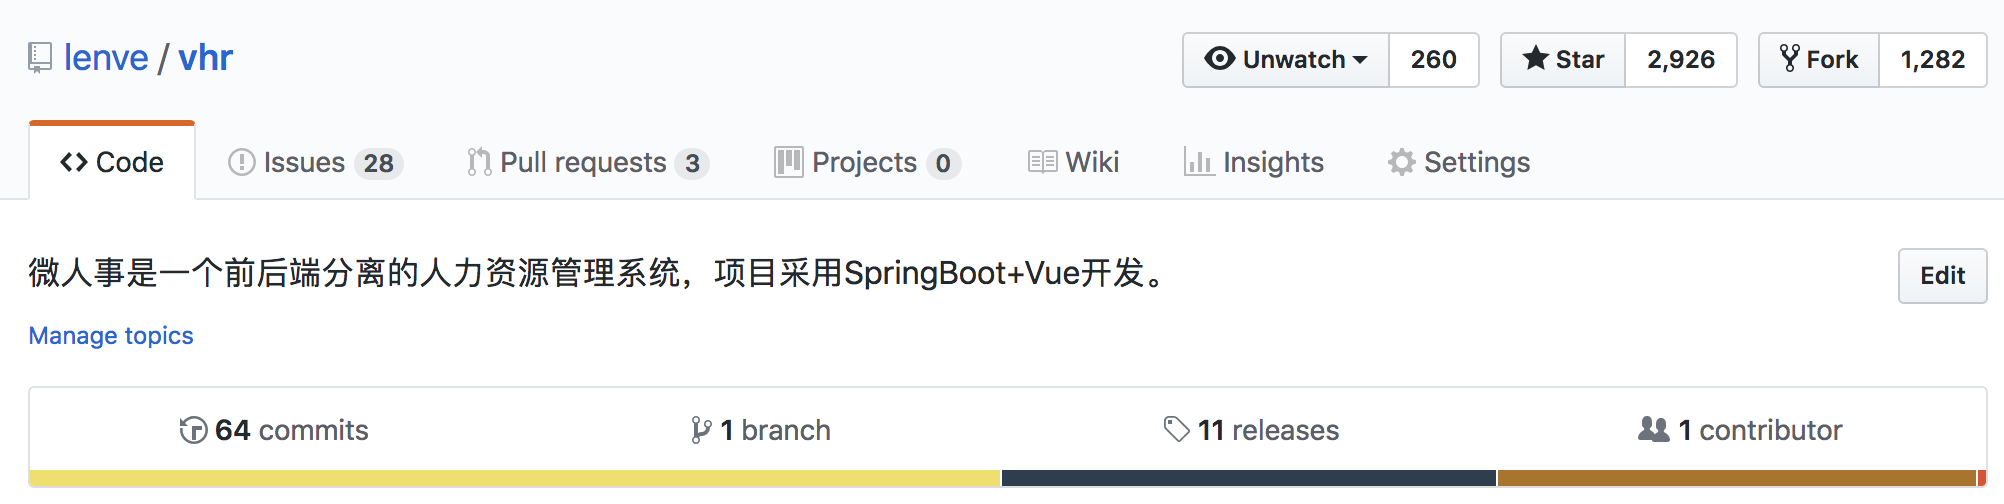 lenve / vhr Unwatch 260 Star 2,926 Fork 1,282
Code Issues 28 Pull requests 3 Projects 0 Wiki Insights Settings
微人事是一个前后端分离的人力资源管理系统，项目采用SpringBoot+Vue开发。 Edit
Manage topics
64 commits 1 branch 11 releases 1 contributor